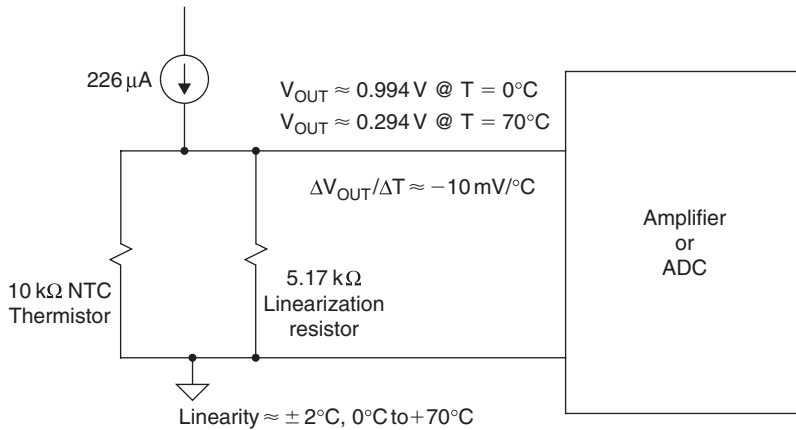 226 μA
V_OUT ≈ 0.994 V @ T = 0°C
V_OUT ≈ 0.294 V @ T = 70°C
ΔV_OUT/ΔT ≈ −10 mV/°C
Amplifier
or
ADC
10 kΩ NTC
Thermistor
5.17 kΩ
Linearization
resistor
Linearity ≈ ± 2°C, 0°C to +70°C